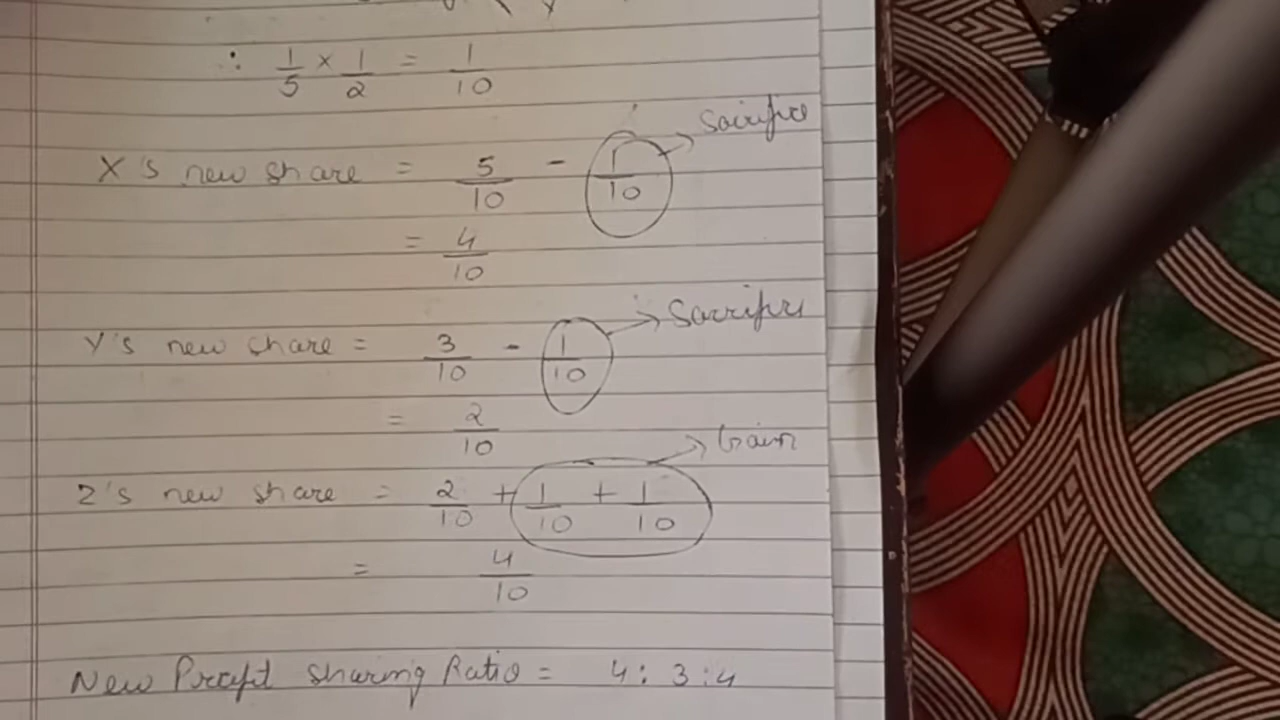 ∴ 1/5 × 1/2 = 1/10
Sacrifice
X's new share = 5/10 - 1/10
= 4/10
Sacrifice
Y's new share = 3/10 - 1/10
= 2/10
Gain
Z's new share = 2/10 + 1/10 + 1/10
= 4/10
New Profit sharing Ratio = 4 : 3 : 4